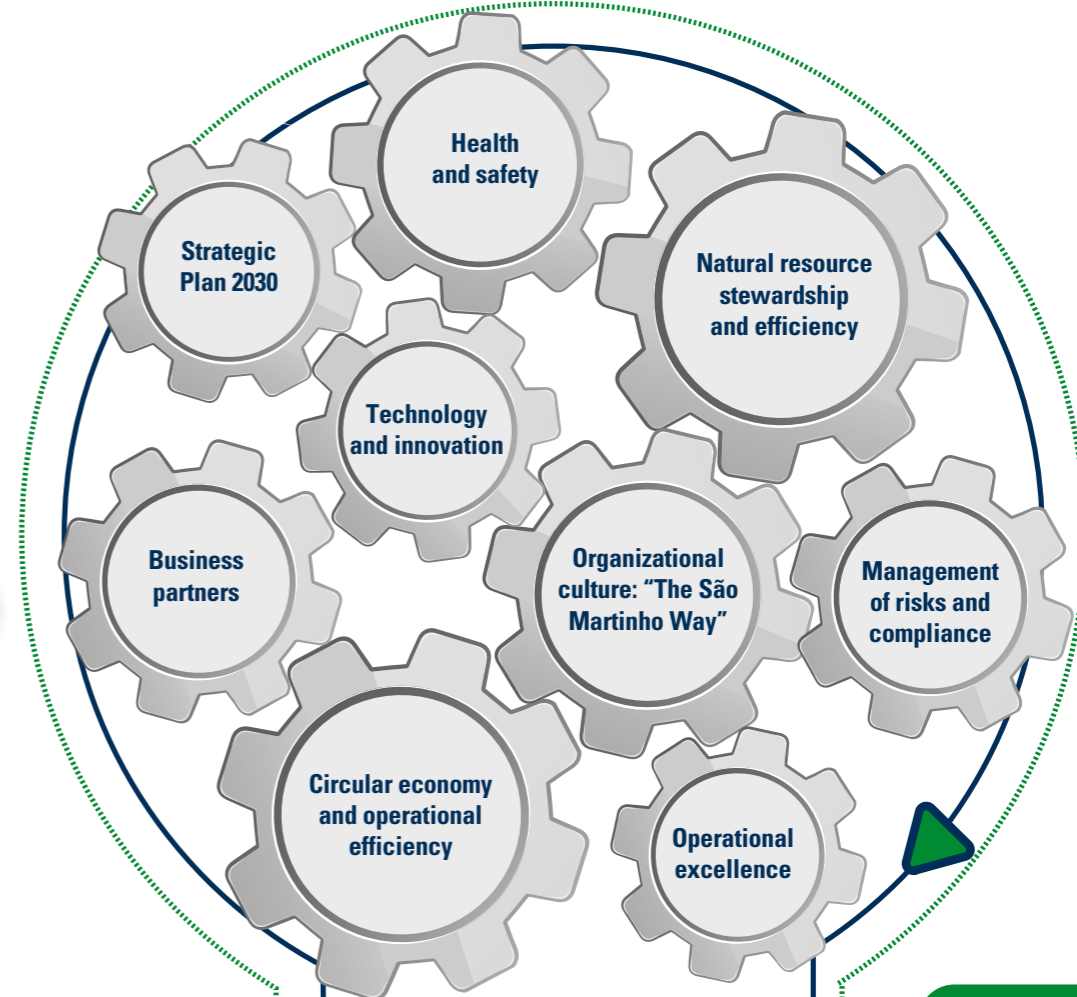 Health
and safety
Strategic
Plan 2030
Natural resource
stewardship
and efficiency
Technology
and innovation
Business
partners
Organizational
culture: “The São
Martinho Way”
Management
of risks and
compliance
Circular economy
and operational
efficiency
Operational
excellence